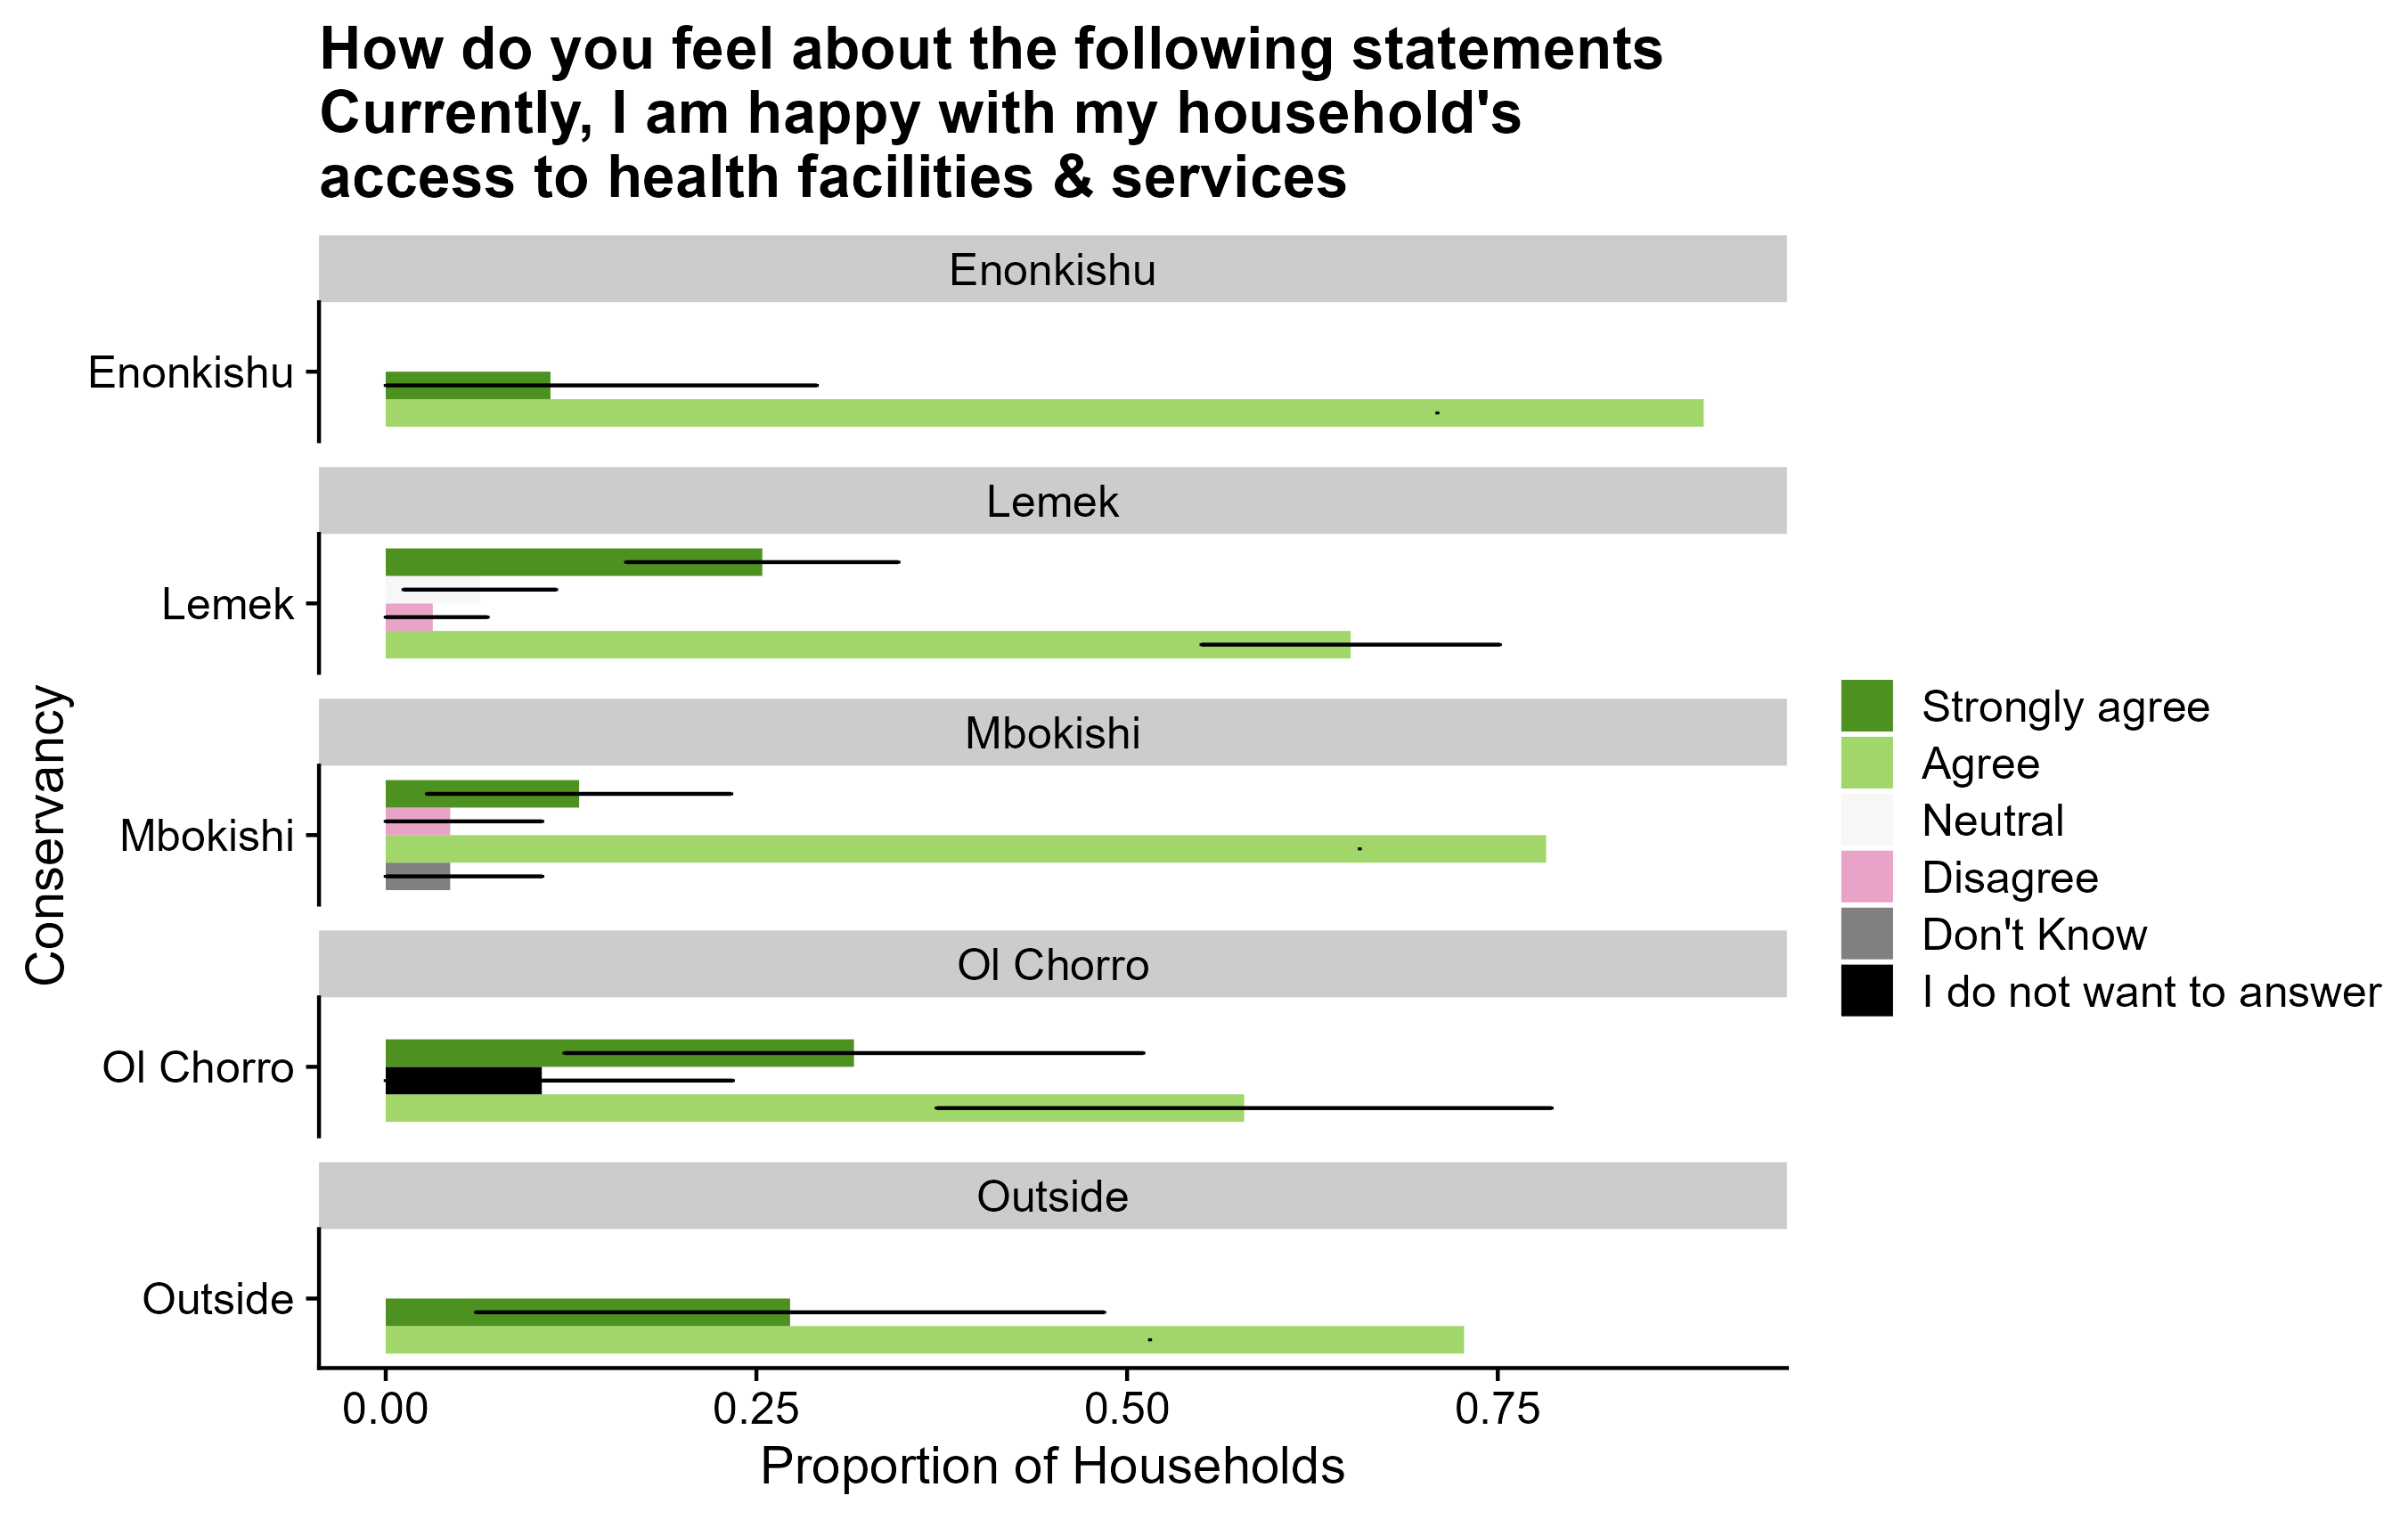 How do you feel about the following statements
Currently, I am happy with my household's
access to health facilities & services
Enonkishu
Enonkishu
Lemek
Lemek
Mbokishi
Mbokishi
Ol Chorro
Ol Chorro
Outside
Outside
0.00 0.25 0.50 0.75
Proportion of Households
Conservancy
Strongly agree
Agree
Neutral
Disagree
Don't Know
I do not want to answer